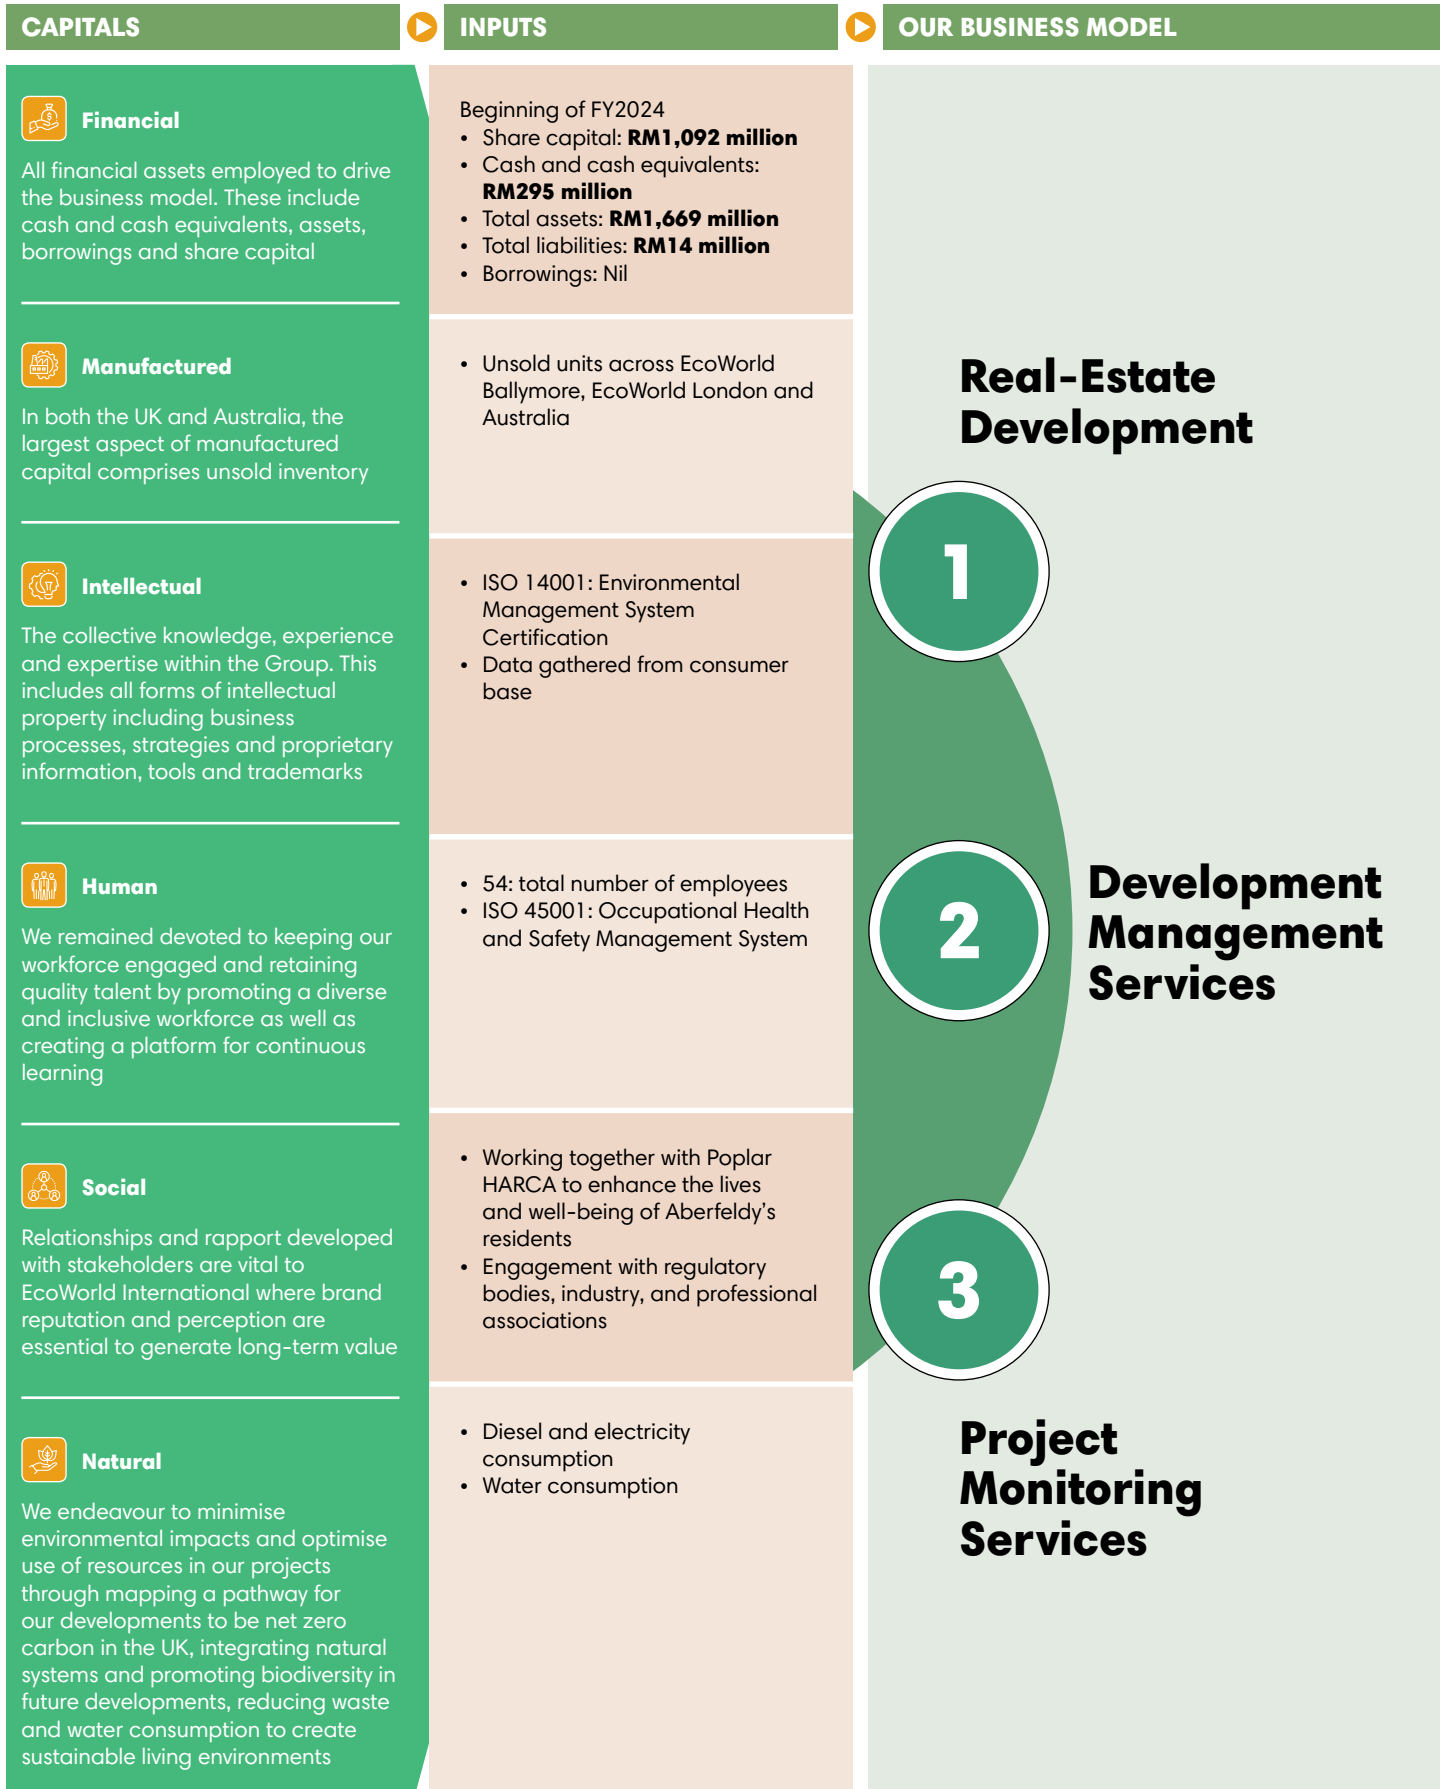 CAPITALS
INPUTS
OUR BUSINESS MODEL
Financial
All financial assets employed to drive
the business model. These include
cash and cash equivalents, assets,
borrowings and share capital
Beginning of FY2024
• Share capital: RM1,092 million
• Cash and cash equivalents:
RM295 million
• Total assets: RM1,669 million
• Total liabilities: RM14 million
• Borrowings: Nil
Manufactured
In both the UK and Australia, the
largest aspect of manufactured
capital comprises unsold inventory
• Unsold units across EcoWorld
Ballymore, EcoWorld London and
Australia
Intellectual
The collective knowledge, experience
and expertise within the Group. This
includes all forms of intellectual
property including business
processes, strategies and proprietary
information, tools and trademarks
• ISO 14001: Environmental
Management System
Certification
• Data gathered from consumer
base
Human
We remained devoted to keeping our
workforce engaged and retaining
quality talent by promoting a diverse
and inclusive workforce as well as
creating a platform for continuous
learning
• 54: total number of employees
• ISO 45001: Occupational Health
and Safety Management System
Social
Relationships and rapport developed
with stakeholders are vital to
EcoWorld International where brand
reputation and perception are
essential to generate long-term value
• Working together with Poplar
HARCA to enhance the lives
and well-being of Aberfeldy’s
residents
• Engagement with regulatory
bodies, industry, and professional
associations
Natural
We endeavour to minimise
environmental impacts and optimise
use of resources in our projects
through mapping a pathway for
our developments to be net zero
carbon in the UK, integrating natural
systems and promoting biodiversity in
future developments, reducing waste
and water consumption to create
sustainable living environments
• Diesel and electricity
consumption
• Water consumption
Real-Estate
Development
1
2
Development
Management
Services
3
Project
Monitoring
Services